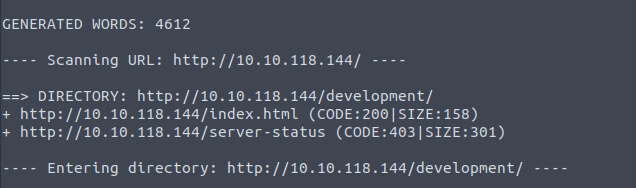 GENERATED WORDS: 4612
---- Scanning URL: http://10.10.118.144/ ----
==> DIRECTORY: http://10.10.118.144/development/
+ http://10.10.118.144/index.html (CODE:200|SIZE:158)
+ http://10.10.118.144/server-status (CODE:403|SIZE:301)
---- Entering directory: http://10.10.118.144/development/ ----